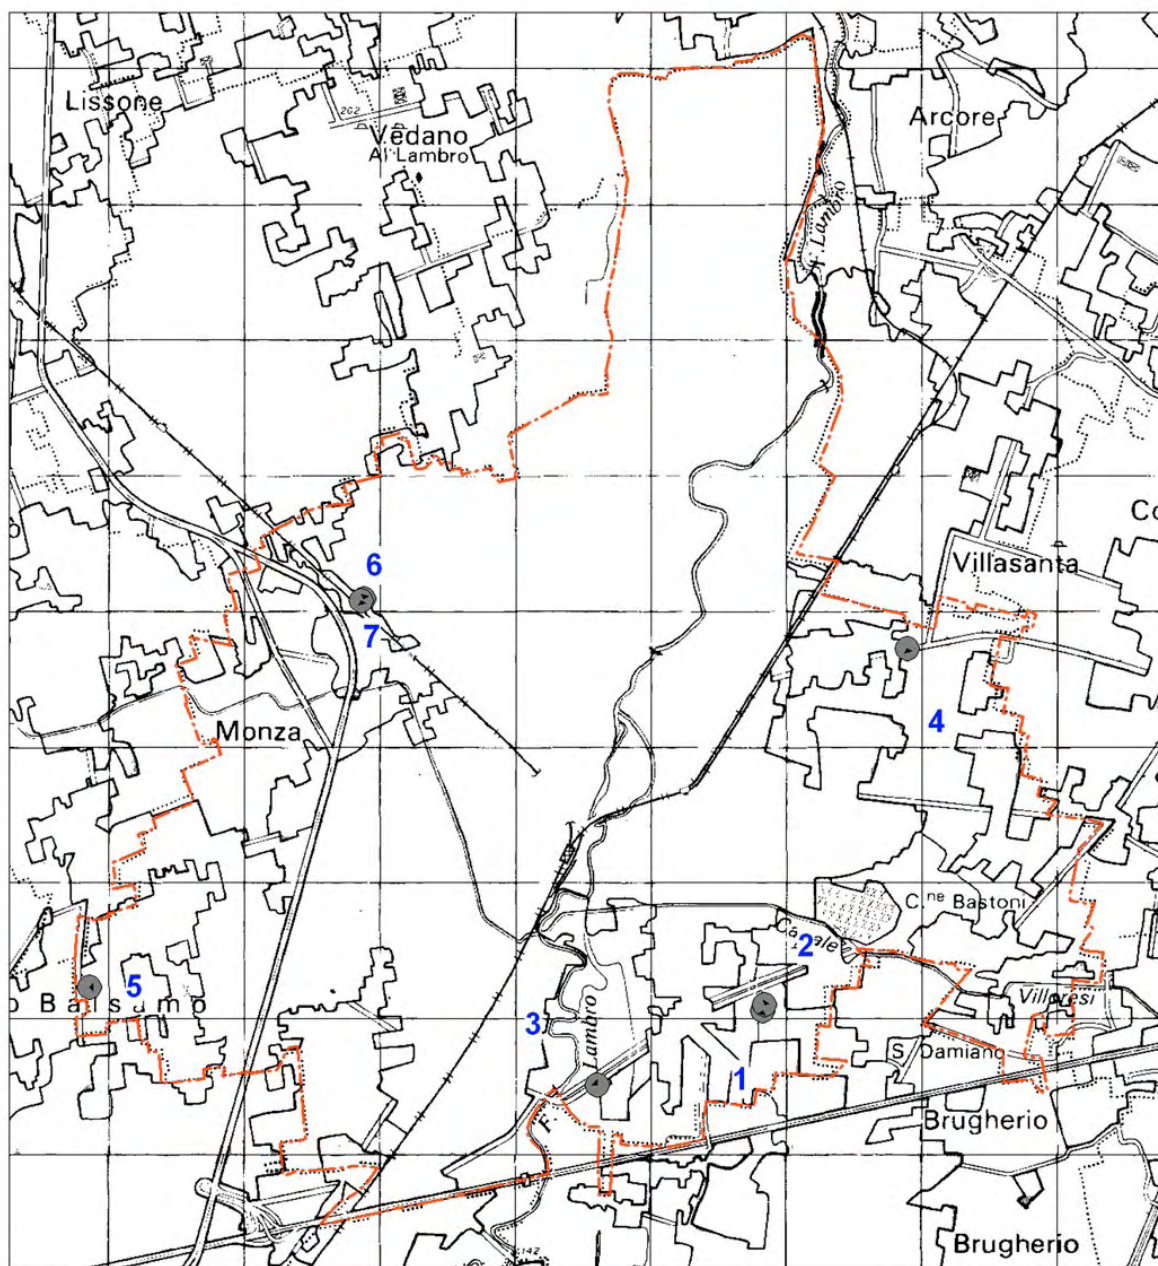 Lissone
202
Vedano
Al Lambro
Arcore
Lambro
Co
Villasanta
6
7
4
Monza
C.ne Bastoni
Canale
2
5
o Balsamo
Villoresi
3
Lambro
S. Damiano
1
Brugherio
F.
142
Brugherio